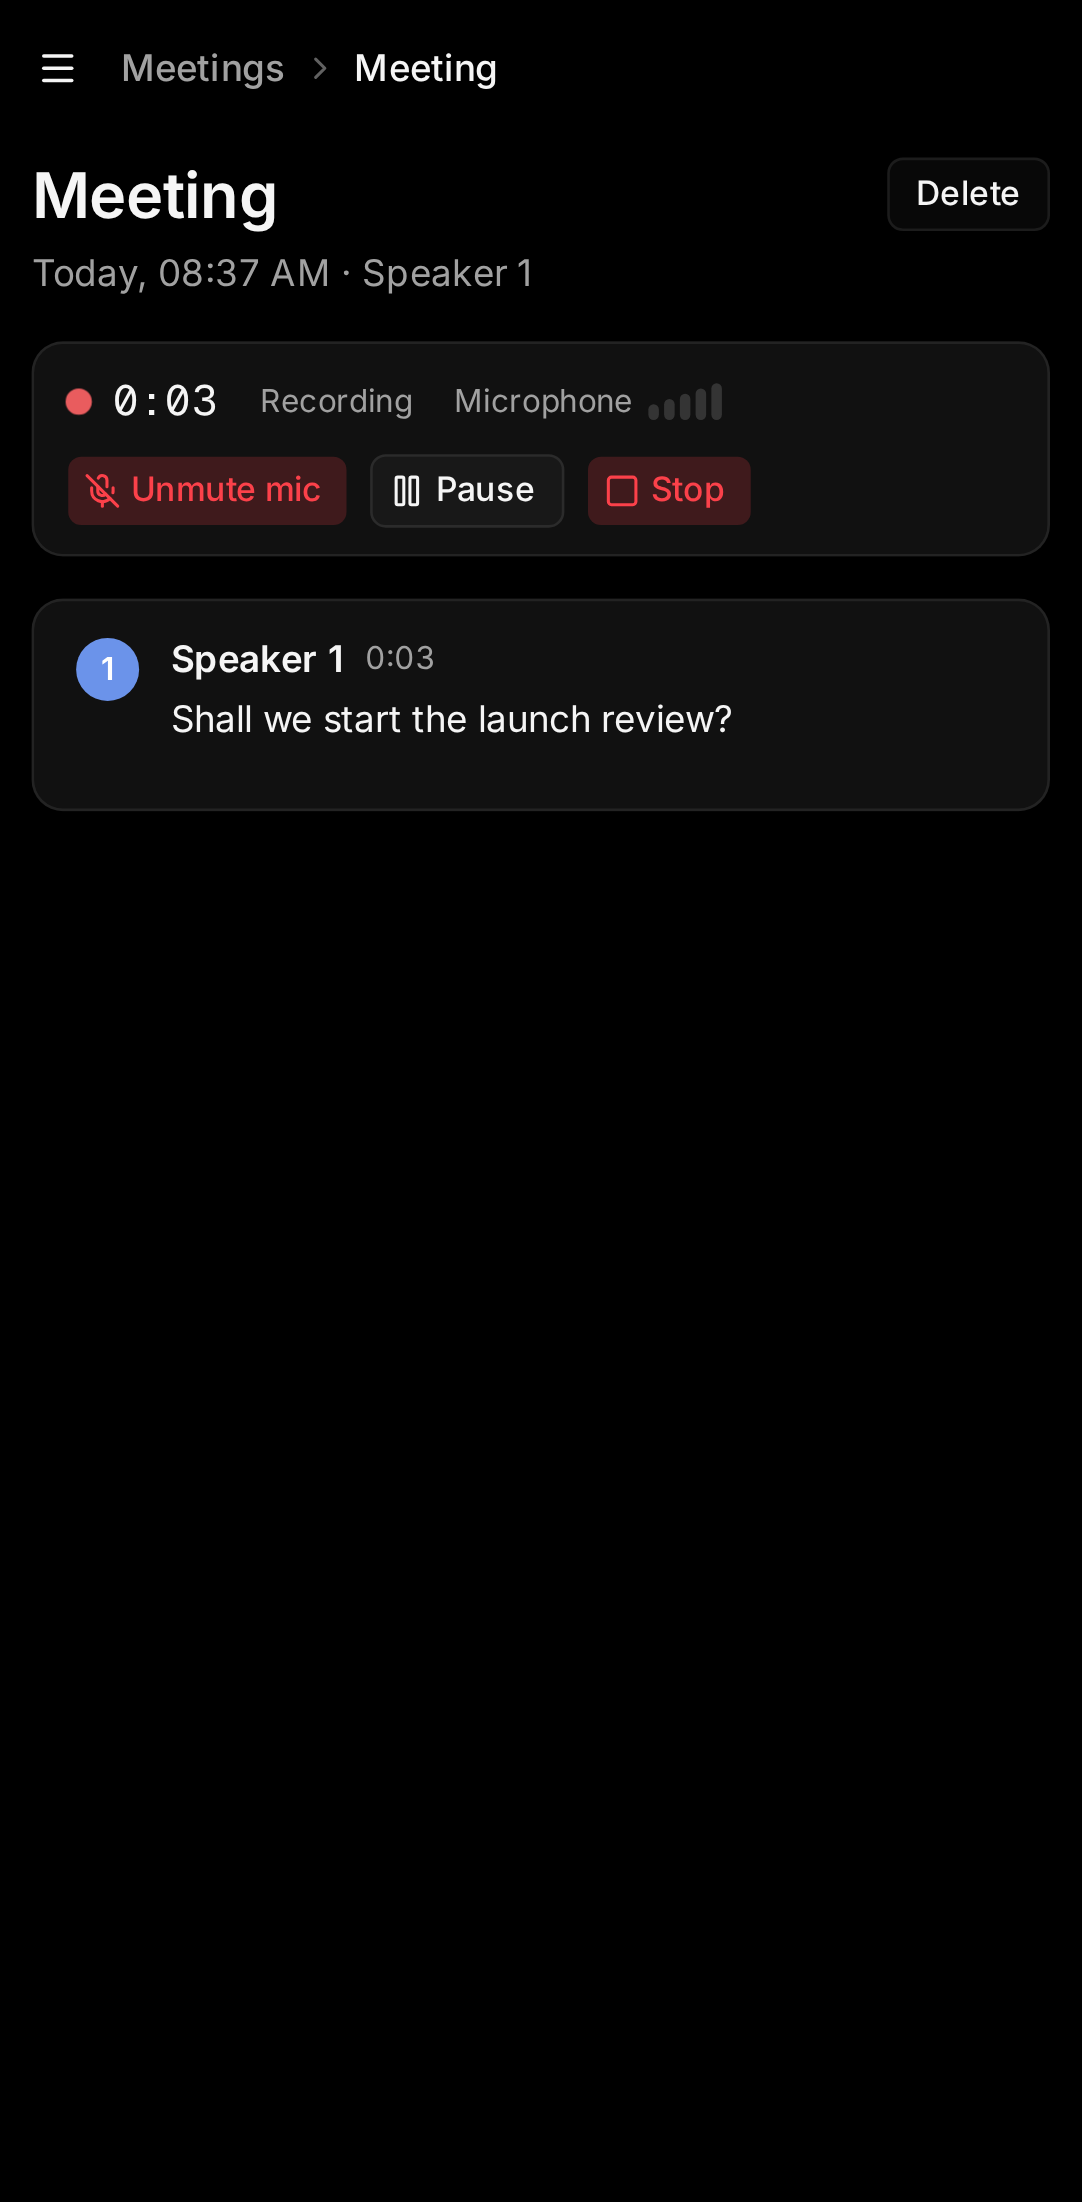 Meetings > Meeting
Meeting
Delete
Today, 08:37 AM · Speaker 1
0:03 Recording Microphone
Unmute mic Pause Stop
1 Speaker 1 0:03
Shall we start the launch review?